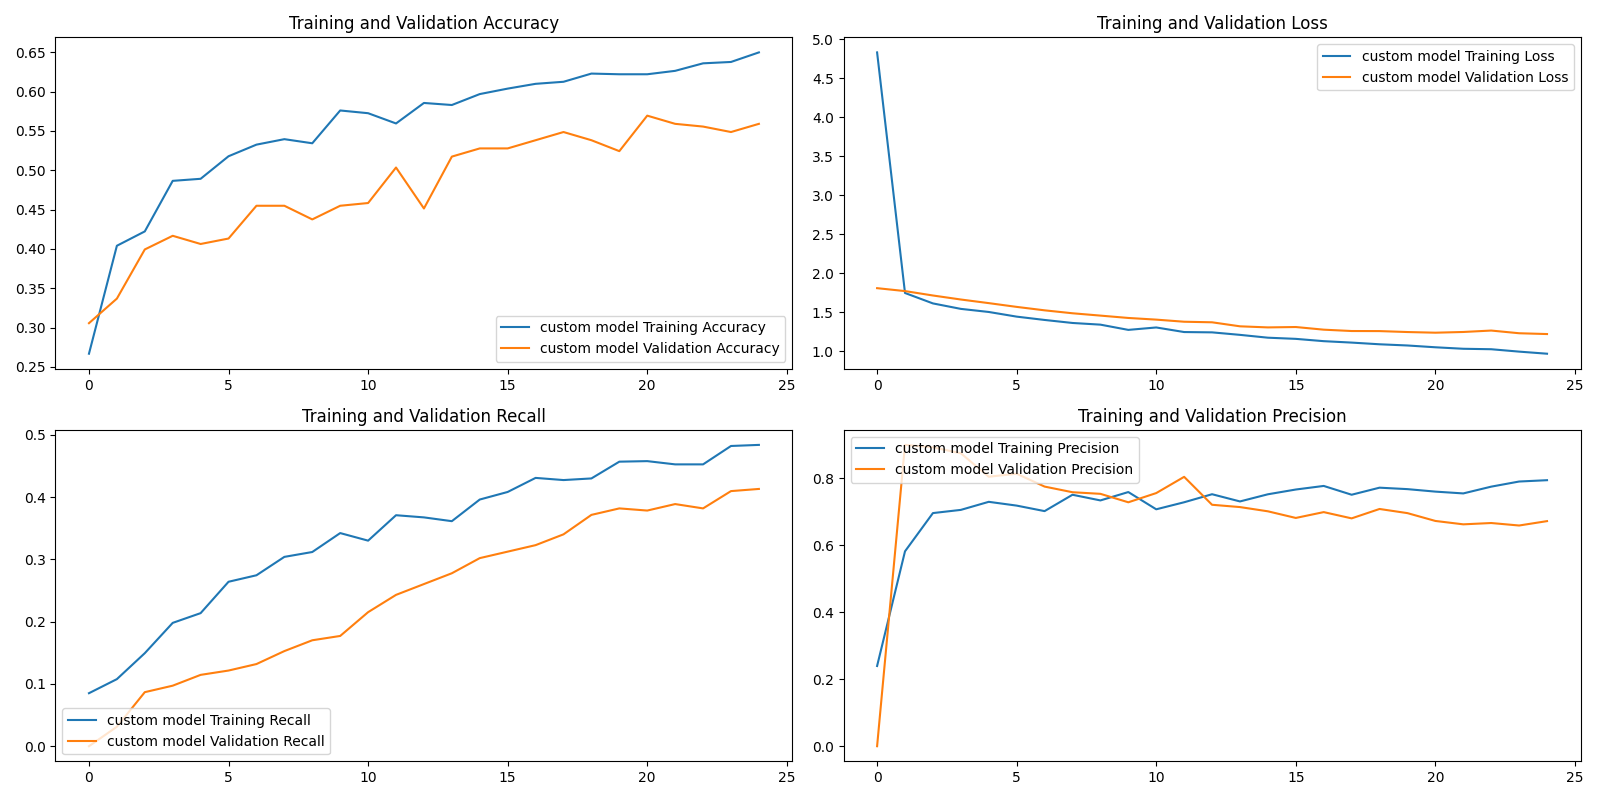 Training and Validation Accuracy
0.65
0.60
0.55
0.50
0.45
0.40
0.35
0.30
0.25
custom model Training Accuracy
custom model Validation Accuracy
0 5 10 15 20 25
Training and Validation Loss
5.0
4.5
4.0
3.5
3.0
2.5
2.0
1.5
1.0
custom model Training Loss
custom model Validation Loss
0 5 10 15 20 25
Training and Validation Recall
0.5
0.4
0.3
0.2
0.1
0.0
custom model Training Recall
custom model Validation Recall
0 5 10 15 20 25
Training and Validation Precision
custom model Training Precision
custom model Validation Precision
0.8
0.6
0.4
0.2
0.0
0 5 10 15 20 25